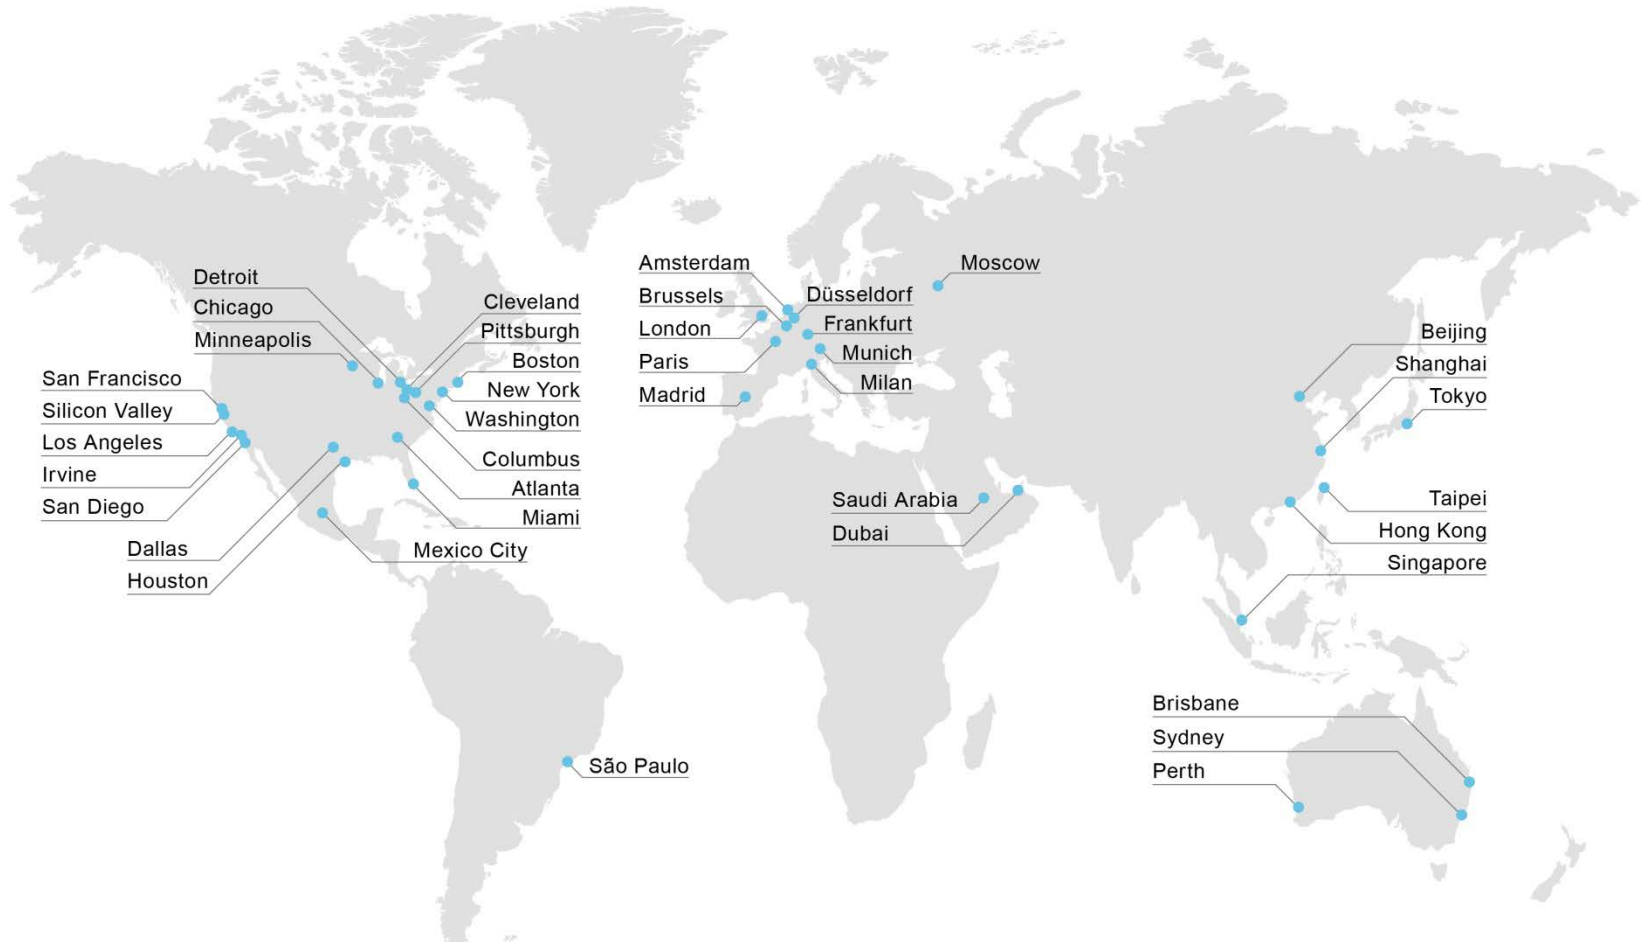 Detroit
Chicago
Minneapolis
San Francisco
Silicon Valley
Los Angeles
Irvine
San Diego
Dallas
Houston
Cleveland
Pittsburgh
Boston
New York
Washington
Columbus
Atlanta
Miami
Mexico City
São Paulo
Amsterdam
Brussels
London
Paris
Madrid
Düsseldorf
Frankfurt
Munich
Milan
Moscow
Saudi Arabia
Dubai
Beijing
Shanghai
Tokyo
Taipei
Hong Kong
Singapore
Brisbane
Sydney
Perth